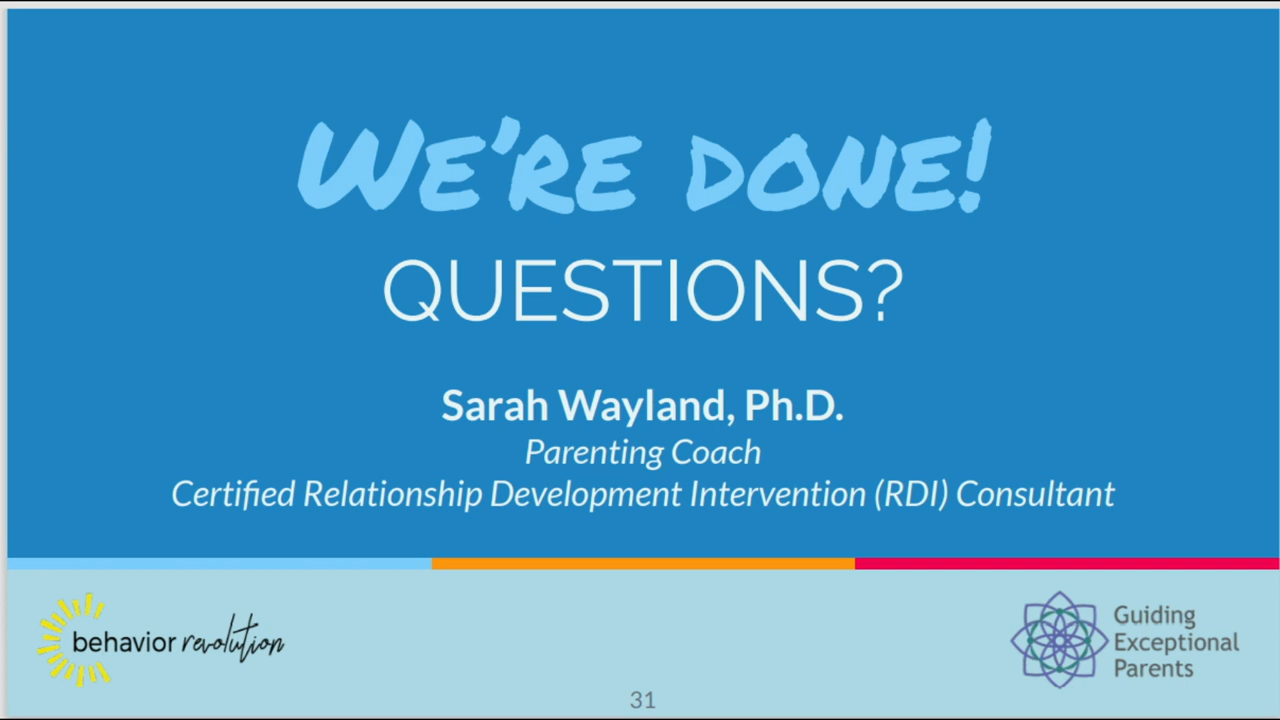 WE'RE DONE!
QUESTIONS?
Sarah Wayland, Ph.D.
Parenting Coach
Certified Relationship Development Intervention (RDI) Consultant
behavior revolution
Guiding
Exceptional
Parents
31